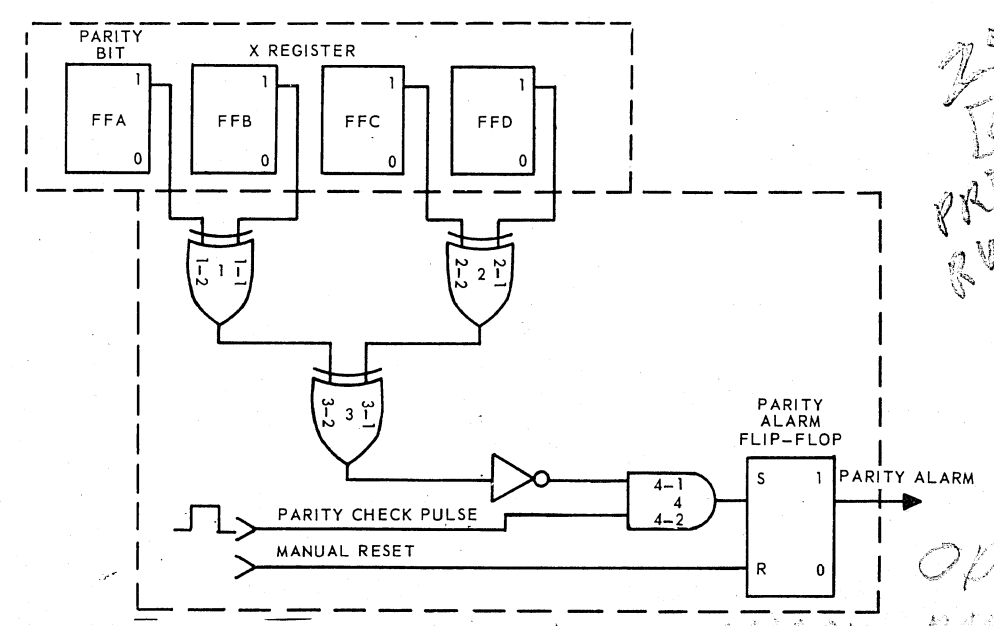 PARITY
BIT
X REGISTER
1
FFA
0
1
FFB
0
1
FFC
0
1
FFD
0
1-2
1
1-1
2-2
2
2-1
3-2
3
3-1
PARITY
ALARM
FLIP-FLOP
S
1
PARITY ALARM
4-1
4
4-2
PARITY CHECK PULSE
MANUAL RESET
R
0